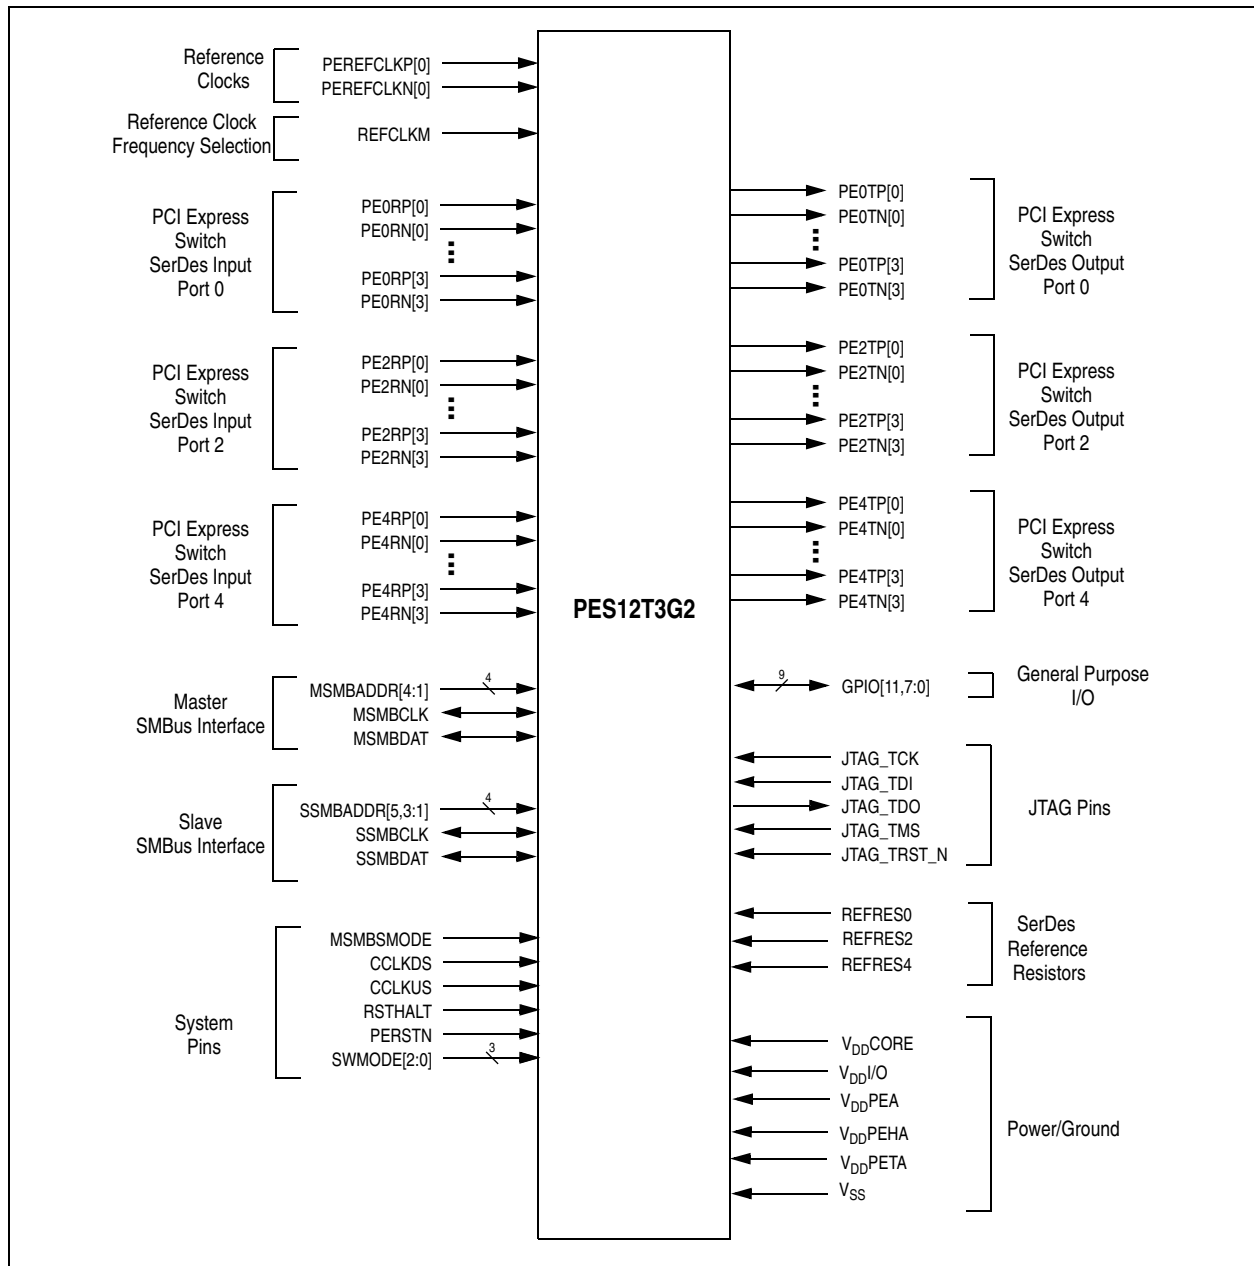 Reference
Clocks
PEREFCLKP[0]
PEREFCLKN[0]
Reference Clock
Frequency Selection
REFCLKM
PCI Express
Switch
SerDes Input
Port 0
PE0RP[0]
PE0RN[0]
PE0RP[3]
PE0RN[3]
PCI Express
Switch
SerDes Input
Port 2
PE2RP[0]
PE2RN[0]
PE2RP[3]
PE2RN[3]
PCI Express
Switch
SerDes Input
Port 4
PE4RP[0]
PE4RN[0]
PE4RP[3]
PE4RN[3]
Master
SMBus Interface
MSMBADDR[4:1]
4
MSMBCLK
MSMBDAT
Slave
SMBus Interface
SSMBADDR[5,3:1]
4
SSMBCLK
SSMBDAT
System
Pins
MSMBSMODE
CCLKDS
CCLKUS
RSTHALT
PERSTN
SWMODE[2:0]
3
PES12T3G2
PE0TP[0]
PE0TN[0]
PE0TP[3]
PE0TN[3]
PCI Express
Switch
SerDes Output
Port 0
PE2TP[0]
PE2TN[0]
PE2TP[3]
PE2TN[3]
PCI Express
Switch
SerDes Output
Port 2
PE4TP[0]
PE4TN[0]
PE4TP[3]
PE4TN[3]
PCI Express
Switch
SerDes Output
Port 4
9
GPIO[11,7:0]
General Purpose
I/O
JTAG_TCK
JTAG_TDI
JTAG_TDO
JTAG_TMS
JTAG_TRST_N
JTAG Pins
REFRES0
REFRES2
REFRES4
SerDes
Reference
Resistors
VDDCORE
VDDI/O
VDDPEA
VDDPEHA
VDDPETA
VSS
Power/Ground